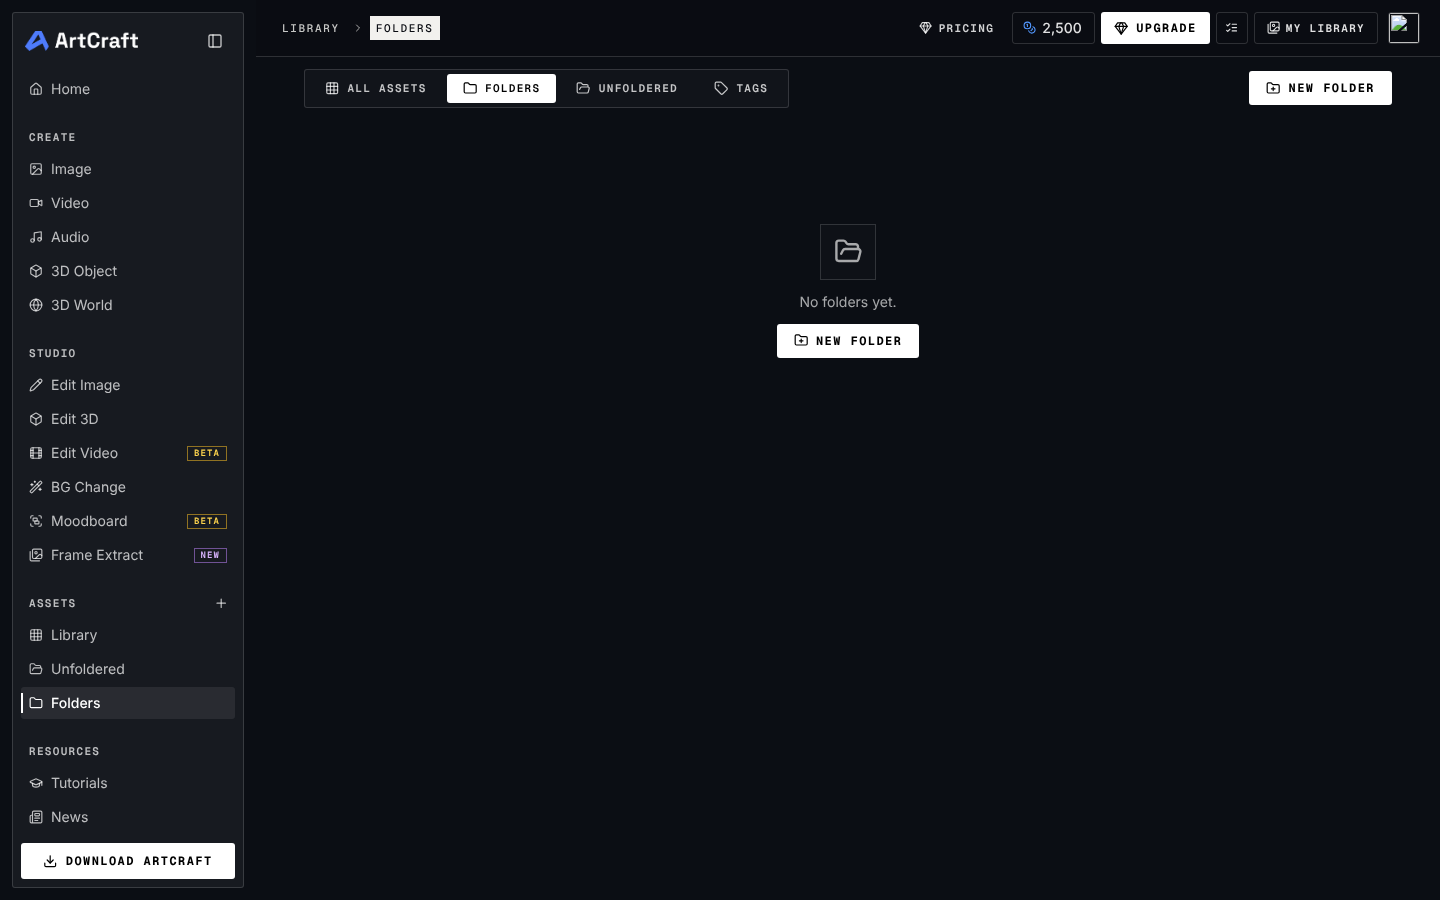 ArtCraft
Home
CREATE
Image
Video
Audio
3D Object
3D World
STUDIO
Edit Image
Edit 3D
Edit Video BETA
BG Change
Moodboard BETA
Frame Extract NEW
ASSETS
Library
Unfoldered
Folders
RESOURCES
Tutorials
News
DOWNLOAD ARTCRAFT
LIBRARY FOLDERS
PRICING 2,500 UPGRADE MY LIBRARY
ALL ASSETS FOLDERS UNFOLDERED TAGS
NEW FOLDER
No folders yet.
NEW FOLDER